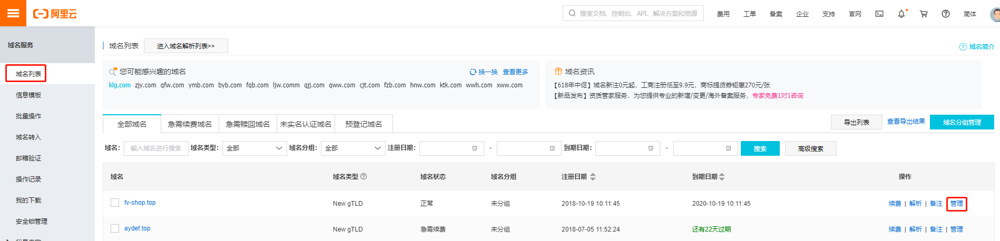 阿里云
搜索文档、控制台、API、解决方案和资源
费用 工单 备案 企业 支持 官网 简体
域名服务
域名列表
信息模板
批量操作
域名转入
邮箱验证
操作记录
我的下载
安全锁管理
域名列表 进入域名解析列表>> 域名简介
您可能感兴趣的域名 换一换 查看更多
klg.com zjy.com qfw.com ymb.com byb.com fqb.com ljw.comm qjj.com qww.com cjt.com fzb.com hnw.com ktk.com wwh.com xww.com
域名资讯
【618年中促】域名新注0元起，工商注册低至9.9元，商标提货券钜惠270元/张
【新品发布】资质管家服务，为您提供专业的新增/变更/海外备案服务，专家免费1对1咨询
全部域名 急需续费域名 急需赎回域名 未实名认证域名 预登记域名 导出列表 查看导出结果 域名分组管理
域名： 输入域名进行搜索 域名类型： 全部 域名分组： 全部 注册日期： - 到期日期： - 搜索 高级搜索
域名 域名类型 域名状态 域名分组 注册日期 到期日期 操作
fv-shop.top New gTLD 正常 未分组 2018-10-19 10:11:45 2020-10-19 10:11:45 续费 | 解析 | 备注 管理
aydef.top New gTLD 急需续费 未分组 2018-07-05 11:52:24 还有22天过期 续费 | 解析 | 备注 | 管理